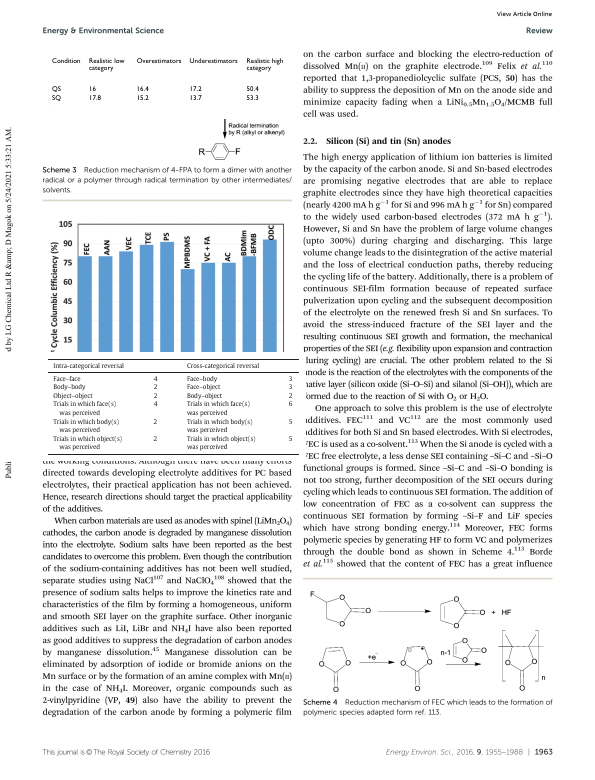 View Article Online
Energy & Environmental Science
Review
d by LG Chemical Ltd R &amp; D Magok on 5/24/2021 5:33:21 AM.
Publi
Condition Realistic low category Overestimators Underestimators Realistic high category
QS 16 16.4 17.2 50.4
SQ 17.8 15.2 13.7 53.3
Radical termination
by R (alkyl or alkenyl)
R F
Scheme 3 Reduction mechanism of 4-FPA to form a dimer with another
radical or a polymer through radical termination by other intermediates/
solvents.
105
90
75
60
45
30
15
Cycle Columbic Efficiency (%)
FEC
AAN
VEC
TCE
PS
MPBDMS
VC + FA
AC
BDMIm
-BFMB
ODC
Intra-categorical reversal Cross-categorical reversal
Face–face 4 Face–body 3
Body–body 2 Face–object 3
Object–object 2 Body–object 2
Trials in which face(s) 4 Trials in which face(s) 6
was perceived was perceived
Trials in which body(s) 2 Trials in which body(s) 5
was perceived was perceived
Trials in which object(s) 2 Trials in which object(s) 5
was perceived was perceived
the working conditions. Although there have been many efforts
directed towards developing electrolyte additives for PC based
electrolytes, their practical application has not been achieved.
Hence, research directions should target the practical applicability
of the additives.
When carbon materials are used as anodes with spinel (LiMn2O4)
cathodes, the carbon anode is degraded by manganese dissolution
into the electrolyte. Sodium salts have been reported as the best
candidates to overcome this problem. Even though the contribution
of the sodium-containing additives has not been well studied,
separate studies using NaCl107 and NaClO4108 showed that the
presence of sodium salts helps to improve the kinetics rate and
characteristics of the film by forming a homogeneous, uniform
and smooth SEI layer on the graphite surface. Other inorganic
additives such as LiI, LiBr and NH4I have also been reported
as good additives to suppress the degradation of carbon anodes
by manganese dissolution.45 Manganese dissolution can be
eliminated by adsorption of iodide or bromide anions on the
Mn surface or by the formation of an amine complex with Mn(II)
in the case of NH4I. Moreover, organic compounds such as
2-vinylpyridine (VP, 49) also have the ability to prevent the
degradation of the carbon anode by forming a polymeric film
on the carbon surface and blocking the electro-reduction of
dissolved Mn(II) on the graphite electrode.109 Felix et al.110
reported that 1,3-propanediolcyclic sulfate (PCS, 50) has the
ability to suppress the deposition of Mn on the anode side and
minimize capacity fading when a LiNi0.5Mn1.5O4/MCMB full
cell was used.
2.2. Silicon (Si) and tin (Sn) anodes
The high energy application of lithium ion batteries is limited
by the capacity of the carbon anode. Si and Sn-based electrodes
are promising negative electrodes that are able to replace
graphite electrodes since they have high theoretical capacities
(nearly 4200 mA h g−1 for Si and 996 mA h g−1 for Sn) compared
to the widely used carbon-based electrodes (372 mA h g−1).
However, Si and Sn have the problem of large volume changes
(upto 300%) during charging and discharging. This large
volume change leads to the disintegration of the active material
and the loss of electrical conduction paths, thereby reducing
the cycling life of the battery. Additionally, there is a problem of
continuous SEI-film formation because of repeated surface
pulverization upon cycling and the subsequent decomposition
of the electrolyte on the renewed fresh Si and Sn surfaces. To
avoid the stress-induced fracture of the SEI layer and the
resulting continuous SEI growth and formation, the mechanical
properties of the SEI (e.g. flexibility upon expansion and contraction
during cycling) are crucial. The other problem related to the Si
anode is the reaction of the electrolytes with the components of the
native layer (silicon oxide (Si–O–Si) and silanol (Si–OH)), which are
formed due to the reaction of Si with O2 or H2O.
One approach to solve this problem is the use of electrolyte
additives. FEC111 and VC112 are the most commonly used
additives for both Si and Sn based electrodes. With Si electrodes,
FEC is used as a co-solvent.113 When the Si anode is cycled with a
FEC free electrolyte, a less dense SEI containing –Si–C and –Si–O
functional groups is formed. Since –Si–C and –Si–O bonding is
not too strong, further decomposition of the SEI occurs during
cycling which leads to continuous SEI formation. The addition of
low concentration of FEC as a co-solvent can suppress the
continuous SEI formation by forming –Si–F and LiF species
which have strong bonding energy.114 Moreover, FEC forms
polymeric species by generating HF to form VC and polymerizes
through the double bond as shown in Scheme 4.113 Borde
et al.115 showed that the content of FEC has a great influence
F O O O O O O + HF
O O O +e− O O O n-1 O O O O O O n
Scheme 4 Reduction mechanism of FEC which leads to the formation of
polymeric species adapted form ref. 113.
This journal is © The Royal Society of Chemistry 2016
Energy Environ. Sci., 2016, 9, 1955–1988 | 1963